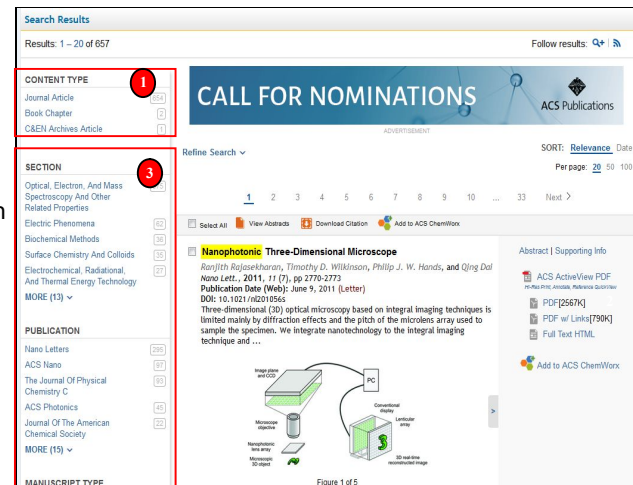 Search Results
Results: 1 – 20 of 657
Follow results:
CONTENT TYPE
1
Journal Article 654
Book Chapter 2
C&EN Archives Article 1
CALL FOR NOMINATIONS
ACS Publications
ADVERTISEMENT
Refine Search
SORT: Relevance Date
Per page: 20 50 100
SECTION
3
Optical, Electron, And Mass
Spectroscopy And Other
Related Properties
Electric Phenomena 62
Biochemical Methods 36
Surface Chemistry And Colloids 35
Electrochemical, Radiational, 27
And Thermal Energy Technology
MORE (13)
1 2 3 4 5 6 7 8 9 10 ... 33 Next >
Select All View Abstracts Download Citation Add to ACS ChemWorx
Nanophotonic Three-Dimensional Microscope
Ranjith Rajasekharan, Timothy D. Wilkinson, Philip J. W. Hands, and Qing Dai
Nano Lett., 2011, 11 (7), pp 2770-2773
Publication Date (Web): June 9, 2011 (Letter)
DOI: 10.1021/nl201056s
Three-dimensional (3D) optical microscopy based on integral imaging techniques is
limited mainly by diffraction effects and the pitch of the microlens array used to
sample the specimen. We integrate nanotechnology to the integral imaging
technique and ...
Abstract | Supporting Info
ACS ActiveView PDF
Hi-Res Print, Annotate, Reference QuickView
PDF[2567K]
PDF w/ Links[790K]
Full Text HTML
Add to ACS ChemWorx
PUBLICATION
Nano Letters 295
ACS Nano 97
The Journal Of Physical 93
Chemistry C
ACS Photonics 45
Journal Of The American 22
Chemical Society
MORE (15)
MANUSCRIPT TYPE
Image plane
and CCD
PC
Conventional
display
Lenticular
array
Microscope
objective
Nanophotonic
lens array
Microscopic
3D object
3
3D real-time
reconstructed image
>
Figure 1 of 5
n